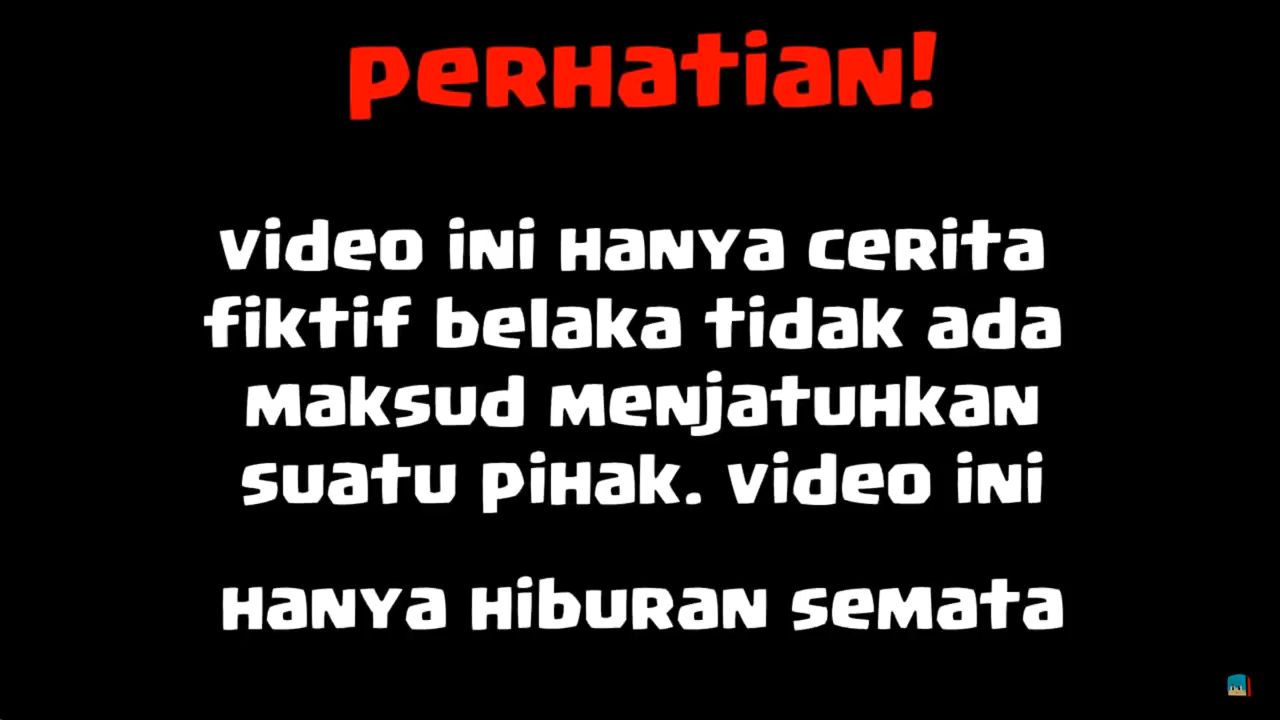 PERHATIAN!
VIDEO INI HANYA CERITA
FIKTIF BELAKA TIDAK ADA
MAKSUD MENJATUHKAN
SUATU PIHAK. VIDEO INI
HANYA HIBURAN SEMATA